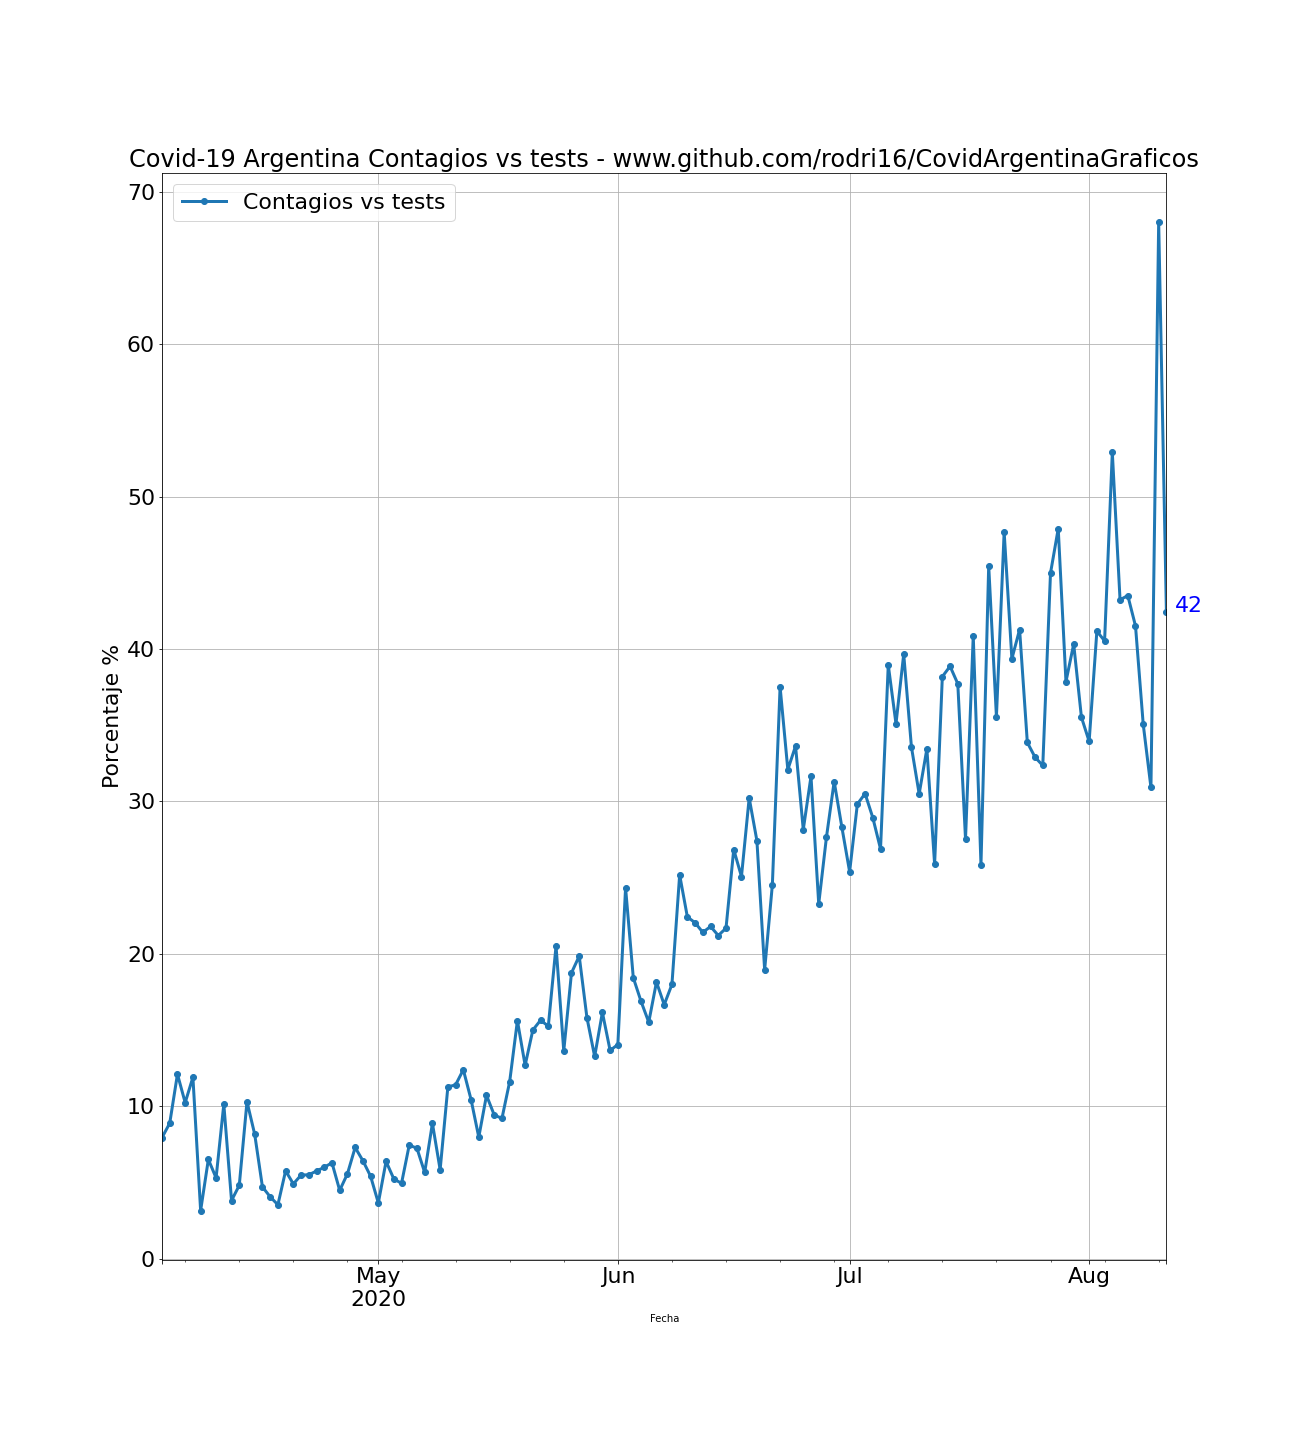 Covid-19 Argentina Contagios vs tests - www.github.com/rodri16/CovidArgentinaGraficos
Contagios vs tests
70
60
50
40
30
20
10
0
Porcentaje %
42
May
2020
Jun
Jul
Aug
Fecha